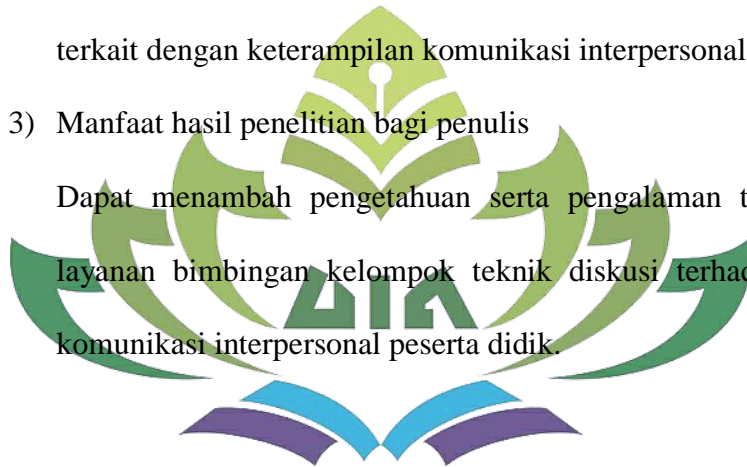 terkait dengan keterampilan komunikasi interpersonal
3) Manfaat hasil penelitian bagi penulis
Dapat menambah pengetahuan serta pengalaman
layanan bimbingan kelompok teknik diskusi
komunikasi interpersonal peserta didik.